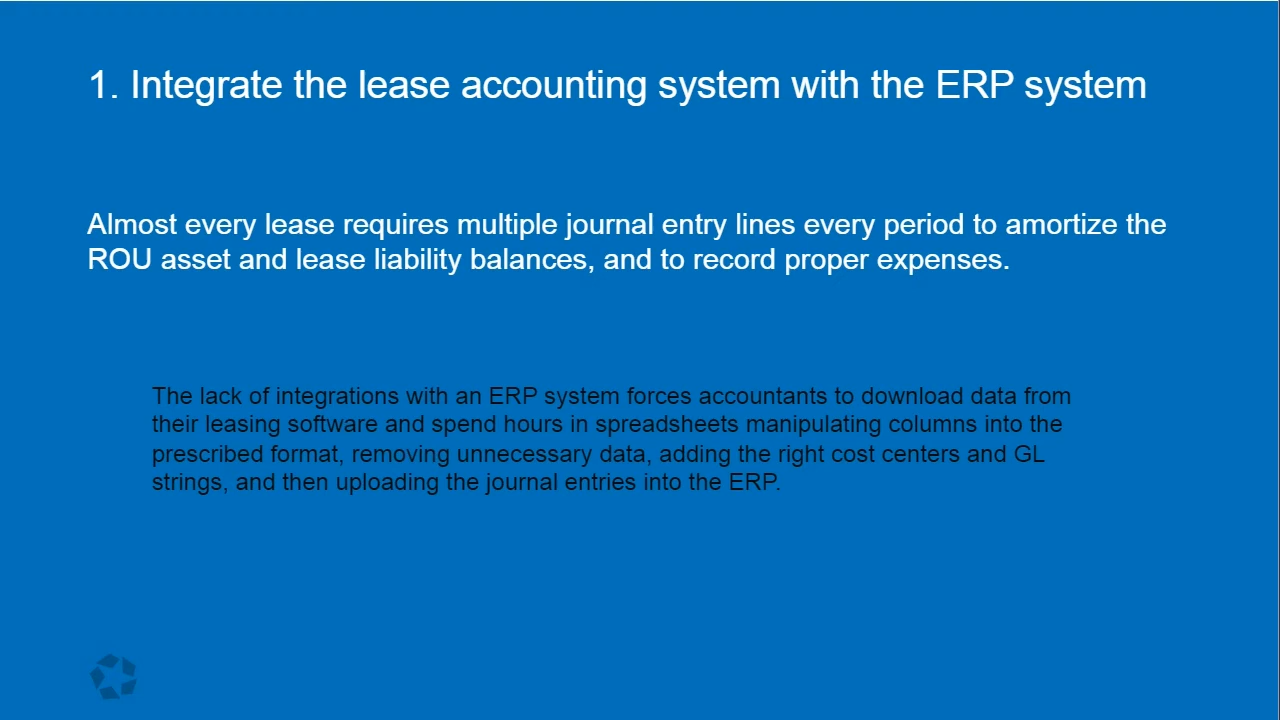 1. Integrate the lease accounting system with the ERP system
Almost every lease requires multiple journal entry lines every period to amortize the
ROU asset and lease liability balances, and to record proper expenses.
The lack of integrations with an ERP system forces accountants to download data from
their leasing software and spend hours in spreadsheets manipulating columns into the
prescribed format, removing unnecessary data, adding the right cost centers and GL
strings, and then uploading the journal entries into the ERP.